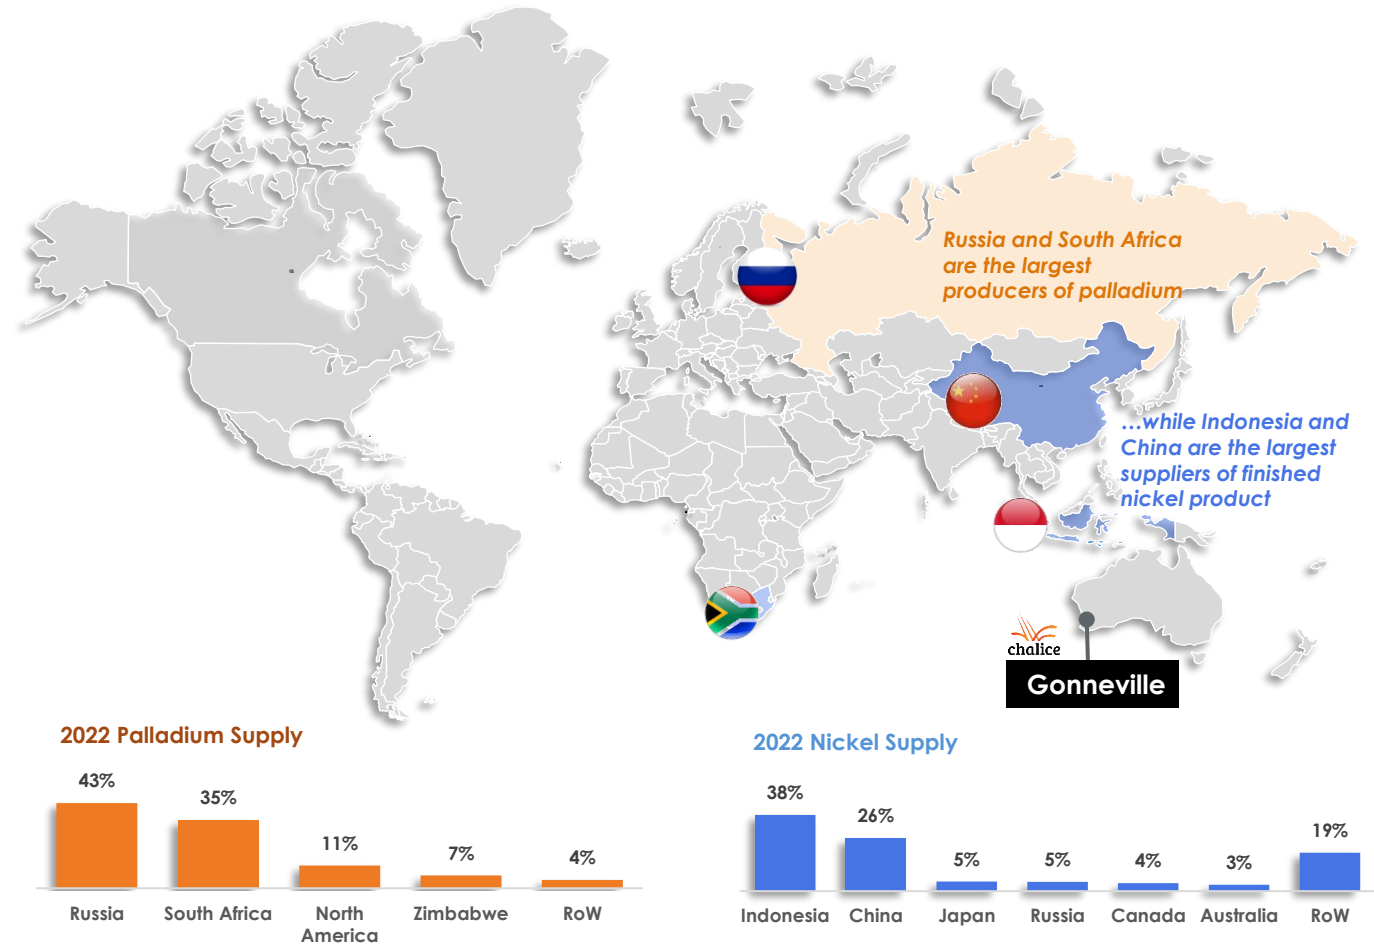 Russia and South Africa
are the largest
producers of palladium
...while Indonesia and
China are the largest
suppliers of finished
nickel product
chalice
Gonneville
2022 Palladium Supply
43%
35%
11%
7%
4%
Russia
South Africa
North
America
Zimbabwe
RoW
2022 Nickel Supply
38%
26%
5%
5%
4%
3%
19%
Indonesia
China
Japan
Russia
Canada
Australia
RoW